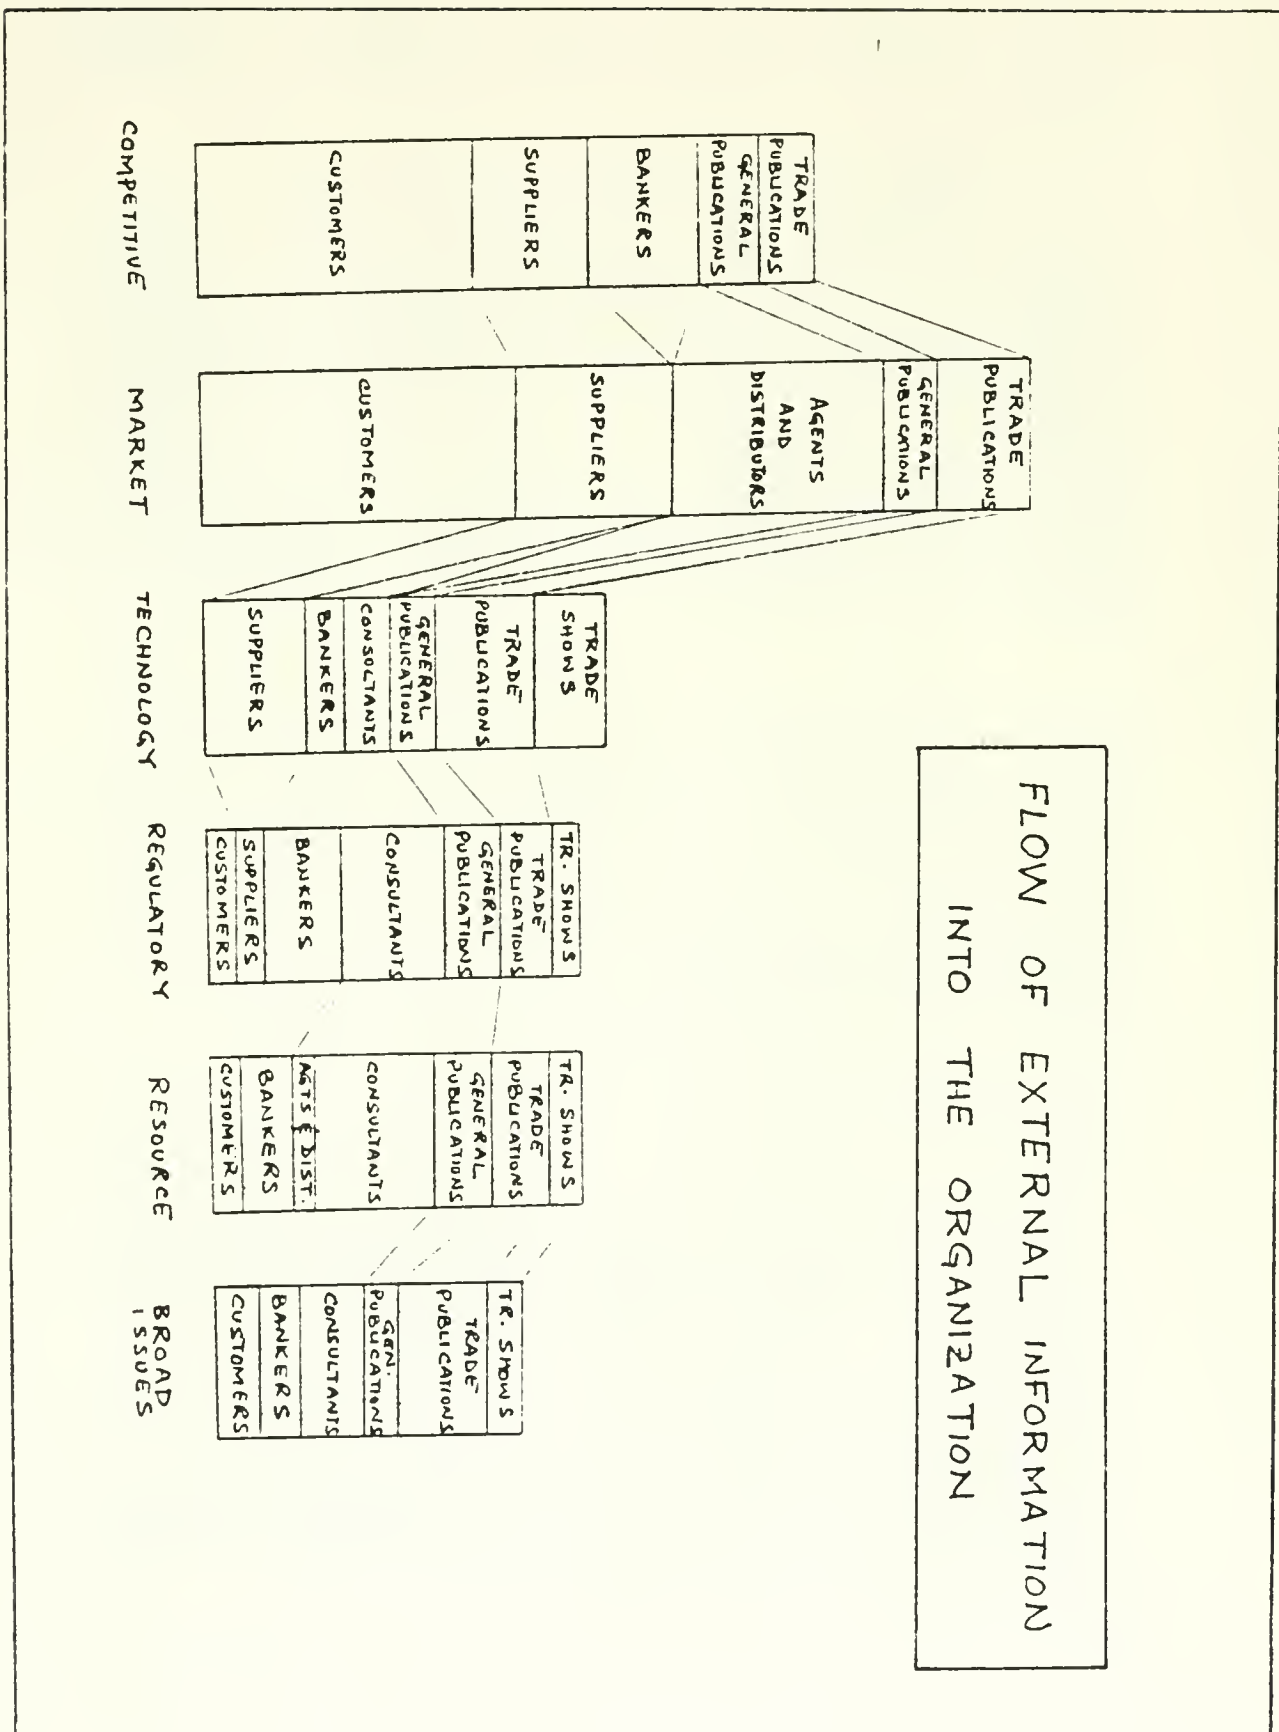 FLOW OF EXTERNAL INFORMATION
INTO THE ORGANIZATION
TRADE
PUBLICATIONS
GENERAL
PUBLICATIONS
BANKERS
SUPPLIERS
CUSTOMERS
COMPETITIVE
TRADE
PUBLICATIONS
GENERAL
PUBLICATIONS
AGENTS
AND
DISTRIBUTORS
SUPPLIERS
CUSTOMERS
MARKET
TRADE
SHOWS
TRADE
PUBLICATIONS
GENERAL
PUBLICATIONS
CONSULTANTS
BANKERS
SUPPLIERS
TECHNOLOGY
TR. SHOWS
TRADE
PUBLICATIONS
GENERAL
PUBLICATIONS
CONSULTANTS
BANKERS
SUPPLIERS
CUSTOMERS
REGULATORY
TR. SHOWS
TRADE
PUBLICATIONS
GENERAL
PUBLICATIONS
CONSULTANTS
AGTS & DIST.
BANKERS
CUSTOMERS
RESOURCE
TR. SHOWS
TRADE
PUBLICATIONS
GEN.
PUBLICATIONS
CONSULTANTS
BANKERS
CUSTOMERS
BROAD
ISSUES